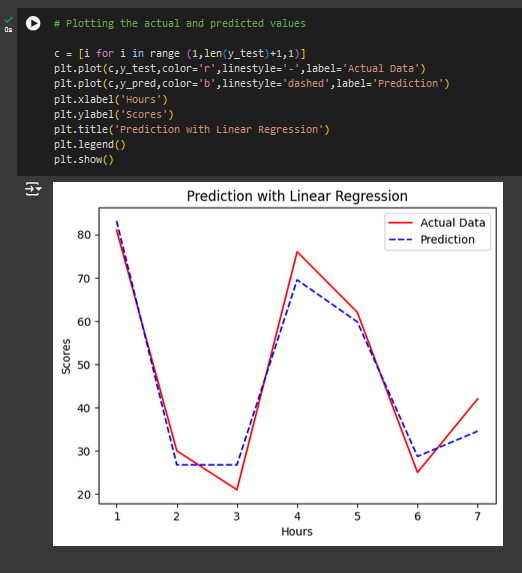 # Plotting the actual and predicted values
0s
c = [i for i in range (1,len(y_test)+1,1)]
plt.plot(c,y_test,color='r',linestyle='-',label='Actual Data')
plt.plot(c,y_pred,color='b',linestyle='dashed',label='Prediction')
plt.xlabel('Hours')
plt.ylabel('Scores')
plt.title('Prediction with Linear Regression')
plt.legend()
plt.show()
Prediction with Linear Regression
Actual Data
Prediction
80
70
60
50
40
30
20
Scores
1 2 3 4 5 6 7
Hours